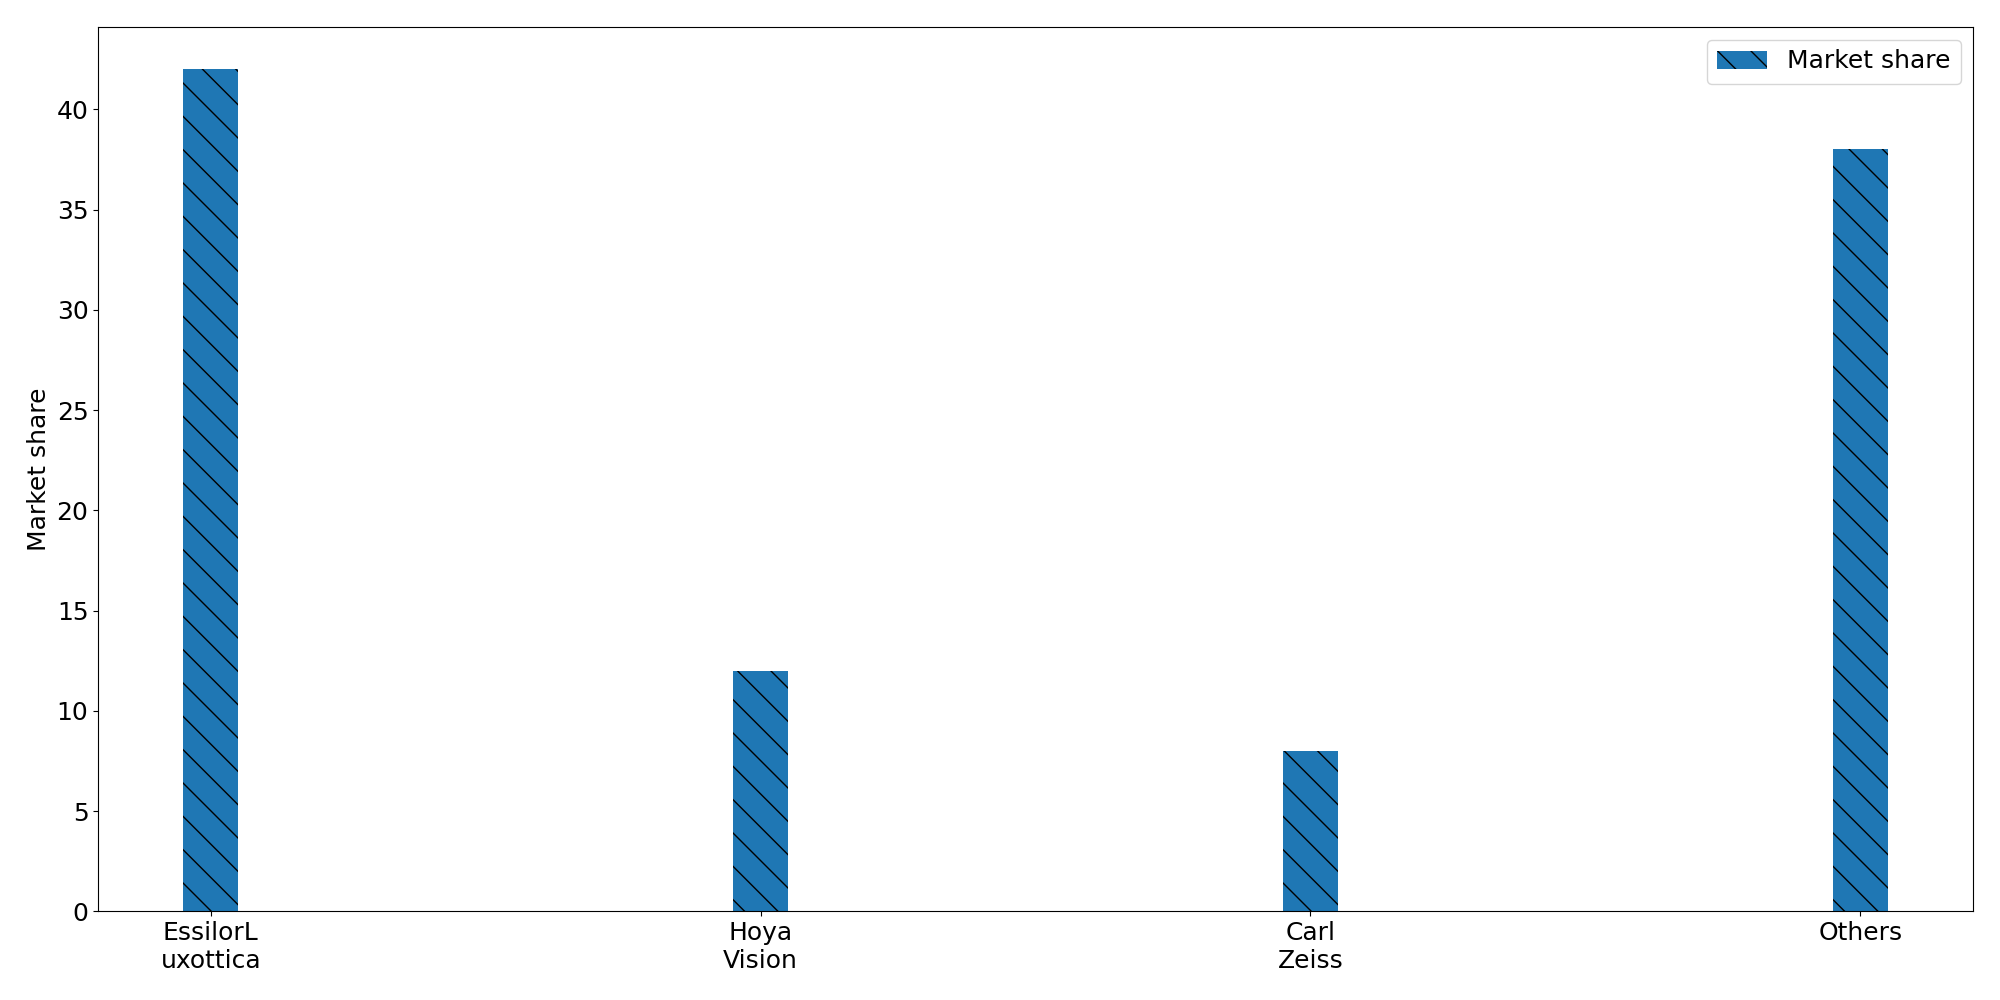 Market share
40
35
30
25
20
15
10
5
0
Market share
EssilorL
uxottica
Hoya
Vision
Carl
Zeiss
Others